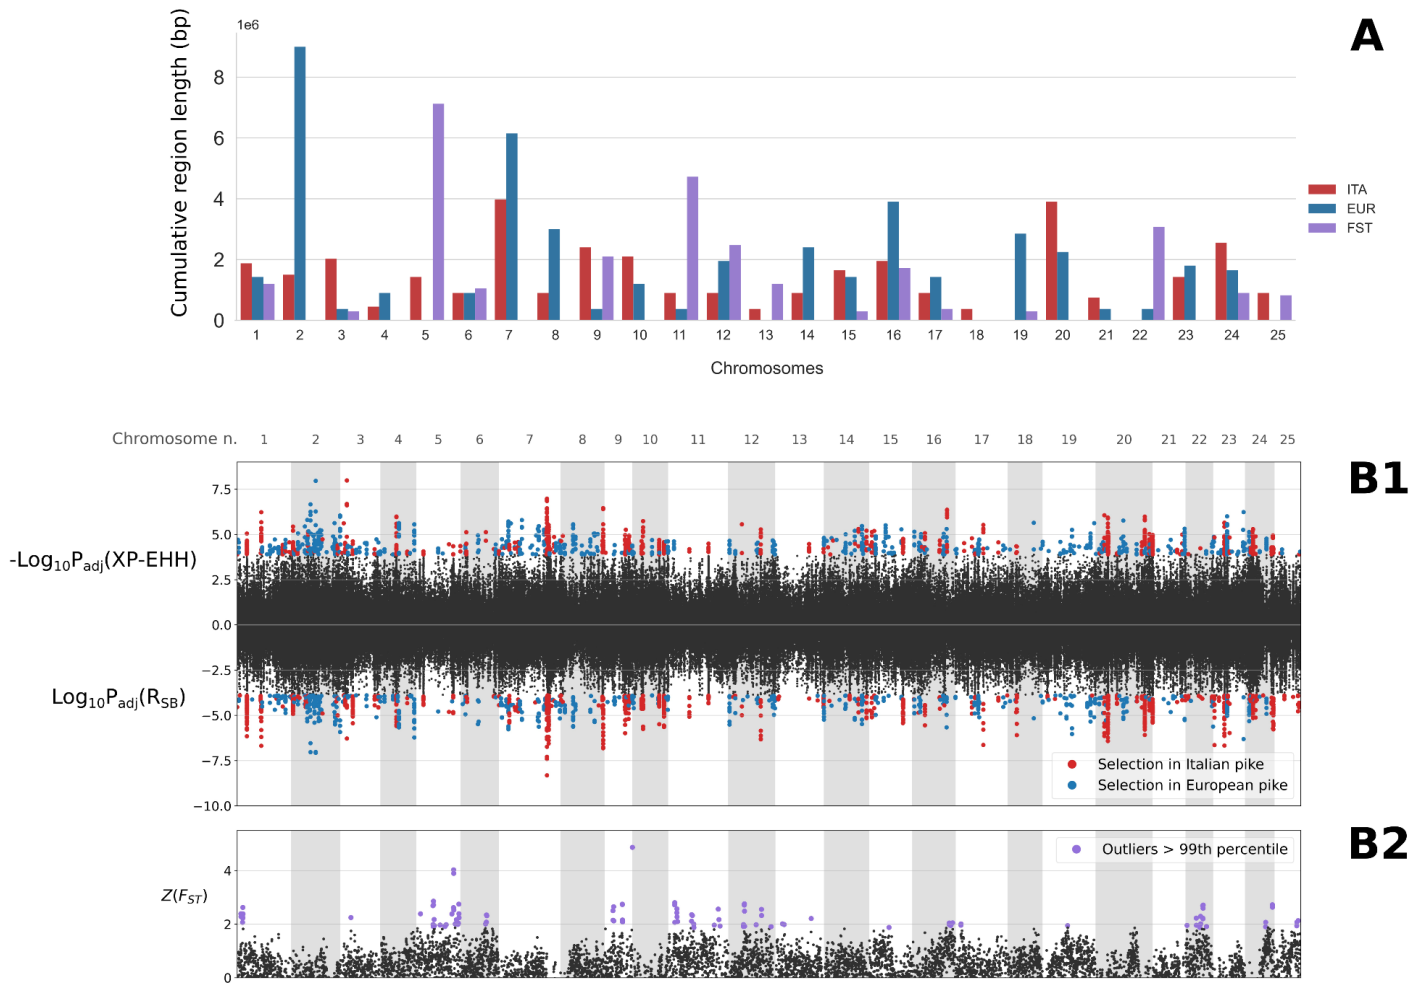 A
1e6
Cumulative region length (bp)
8
6
4
2
0
1 2 3 4 5 6 7 8 9 10 11 12 13 14 15 16 17 18 19 20 21 22 23 24 25
Chromosomes
ITA
EUR
FST
Chromosome n. 1 2 3 4 5 6 7 8 9 10 11 12 13 14 15 16 17 18 19 20 21 22 23 24 25
B1
7.5
5.0
2.5
0.0
−2.5
−5.0
−7.5
−10.0
-Log10Padj(XP-EHH)
Log10Padj(RSB)
Selection in Italian pike
Selection in European pike
B2
Outliers > 99th percentile
4
Z(FST)
2
0